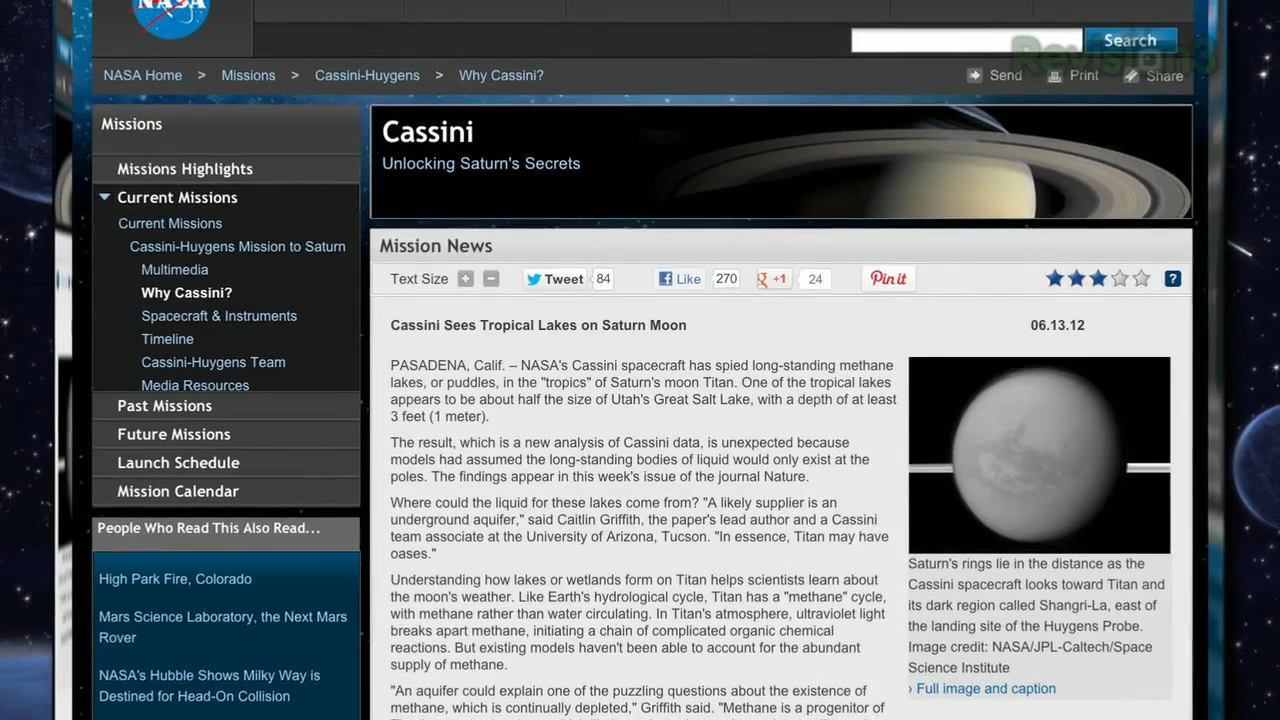 NASA
Search
Revision3
NASA Home > Missions > Cassini-Huygens > Why Cassini?
Send Print Share
Missions
Missions Highlights
Current Missions
Current Missions
Cassini-Huygens Mission to Saturn
Multimedia
Why Cassini?
Spacecraft & Instruments
Timeline
Cassini-Huygens Team
Media Resources
Past Missions
Future Missions
Launch Schedule
Mission Calendar
People Who Read This Also Read...
High Park Fire, Colorado
Mars Science Laboratory, the Next Mars
Rover
NASA's Hubble Shows Milky Way is
Destined for Head-On Collision
Cassini
Unlocking Saturn's Secrets
Mission News
Text Size + - Tweet 84 Like 270 g +1 24 Pin it ?
Cassini Sees Tropical Lakes on Saturn Moon 06.13.12
PASADENA, Calif. – NASA's Cassini spacecraft has spied long-standing methane
lakes, or puddles, in the "tropics" of Saturn's moon Titan. One of the tropical lakes
appears to be about half the size of Utah's Great Salt Lake, with a depth of at least
3 feet (1 meter).
The result, which is a new analysis of Cassini data, is unexpected because
models had assumed the long-standing bodies of liquid would only exist at the
poles. The findings appear in this week's issue of the journal Nature.
Where could the liquid for these lakes come from? "A likely supplier is an
underground aquifer," said Caitlin Griffith, the paper's lead author and a Cassini
team associate at the University of Arizona, Tucson. "In essence, Titan may have
oases."
Understanding how lakes or wetlands form on Titan helps scientists learn about
the moon's weather. Like Earth's hydrological cycle, Titan has a "methane" cycle,
with methane rather than water circulating. In Titan's atmosphere, ultraviolet light
breaks apart methane, initiating a chain of complicated organic chemical
reactions. But existing models haven't been able to account for the abundant
supply of methane.
"An aquifer could explain one of the puzzling questions about the existence of
methane, which is continually depleted," Griffith said. "Methane is a progenitor of
Saturn's rings lie in the distance as the
Cassini spacecraft looks toward Titan and
its dark region called Shangri-La, east of
the landing site of the Huygens Probe.
Image credit: NASA/JPL-Caltech/Space
Science Institute
› Full image and caption